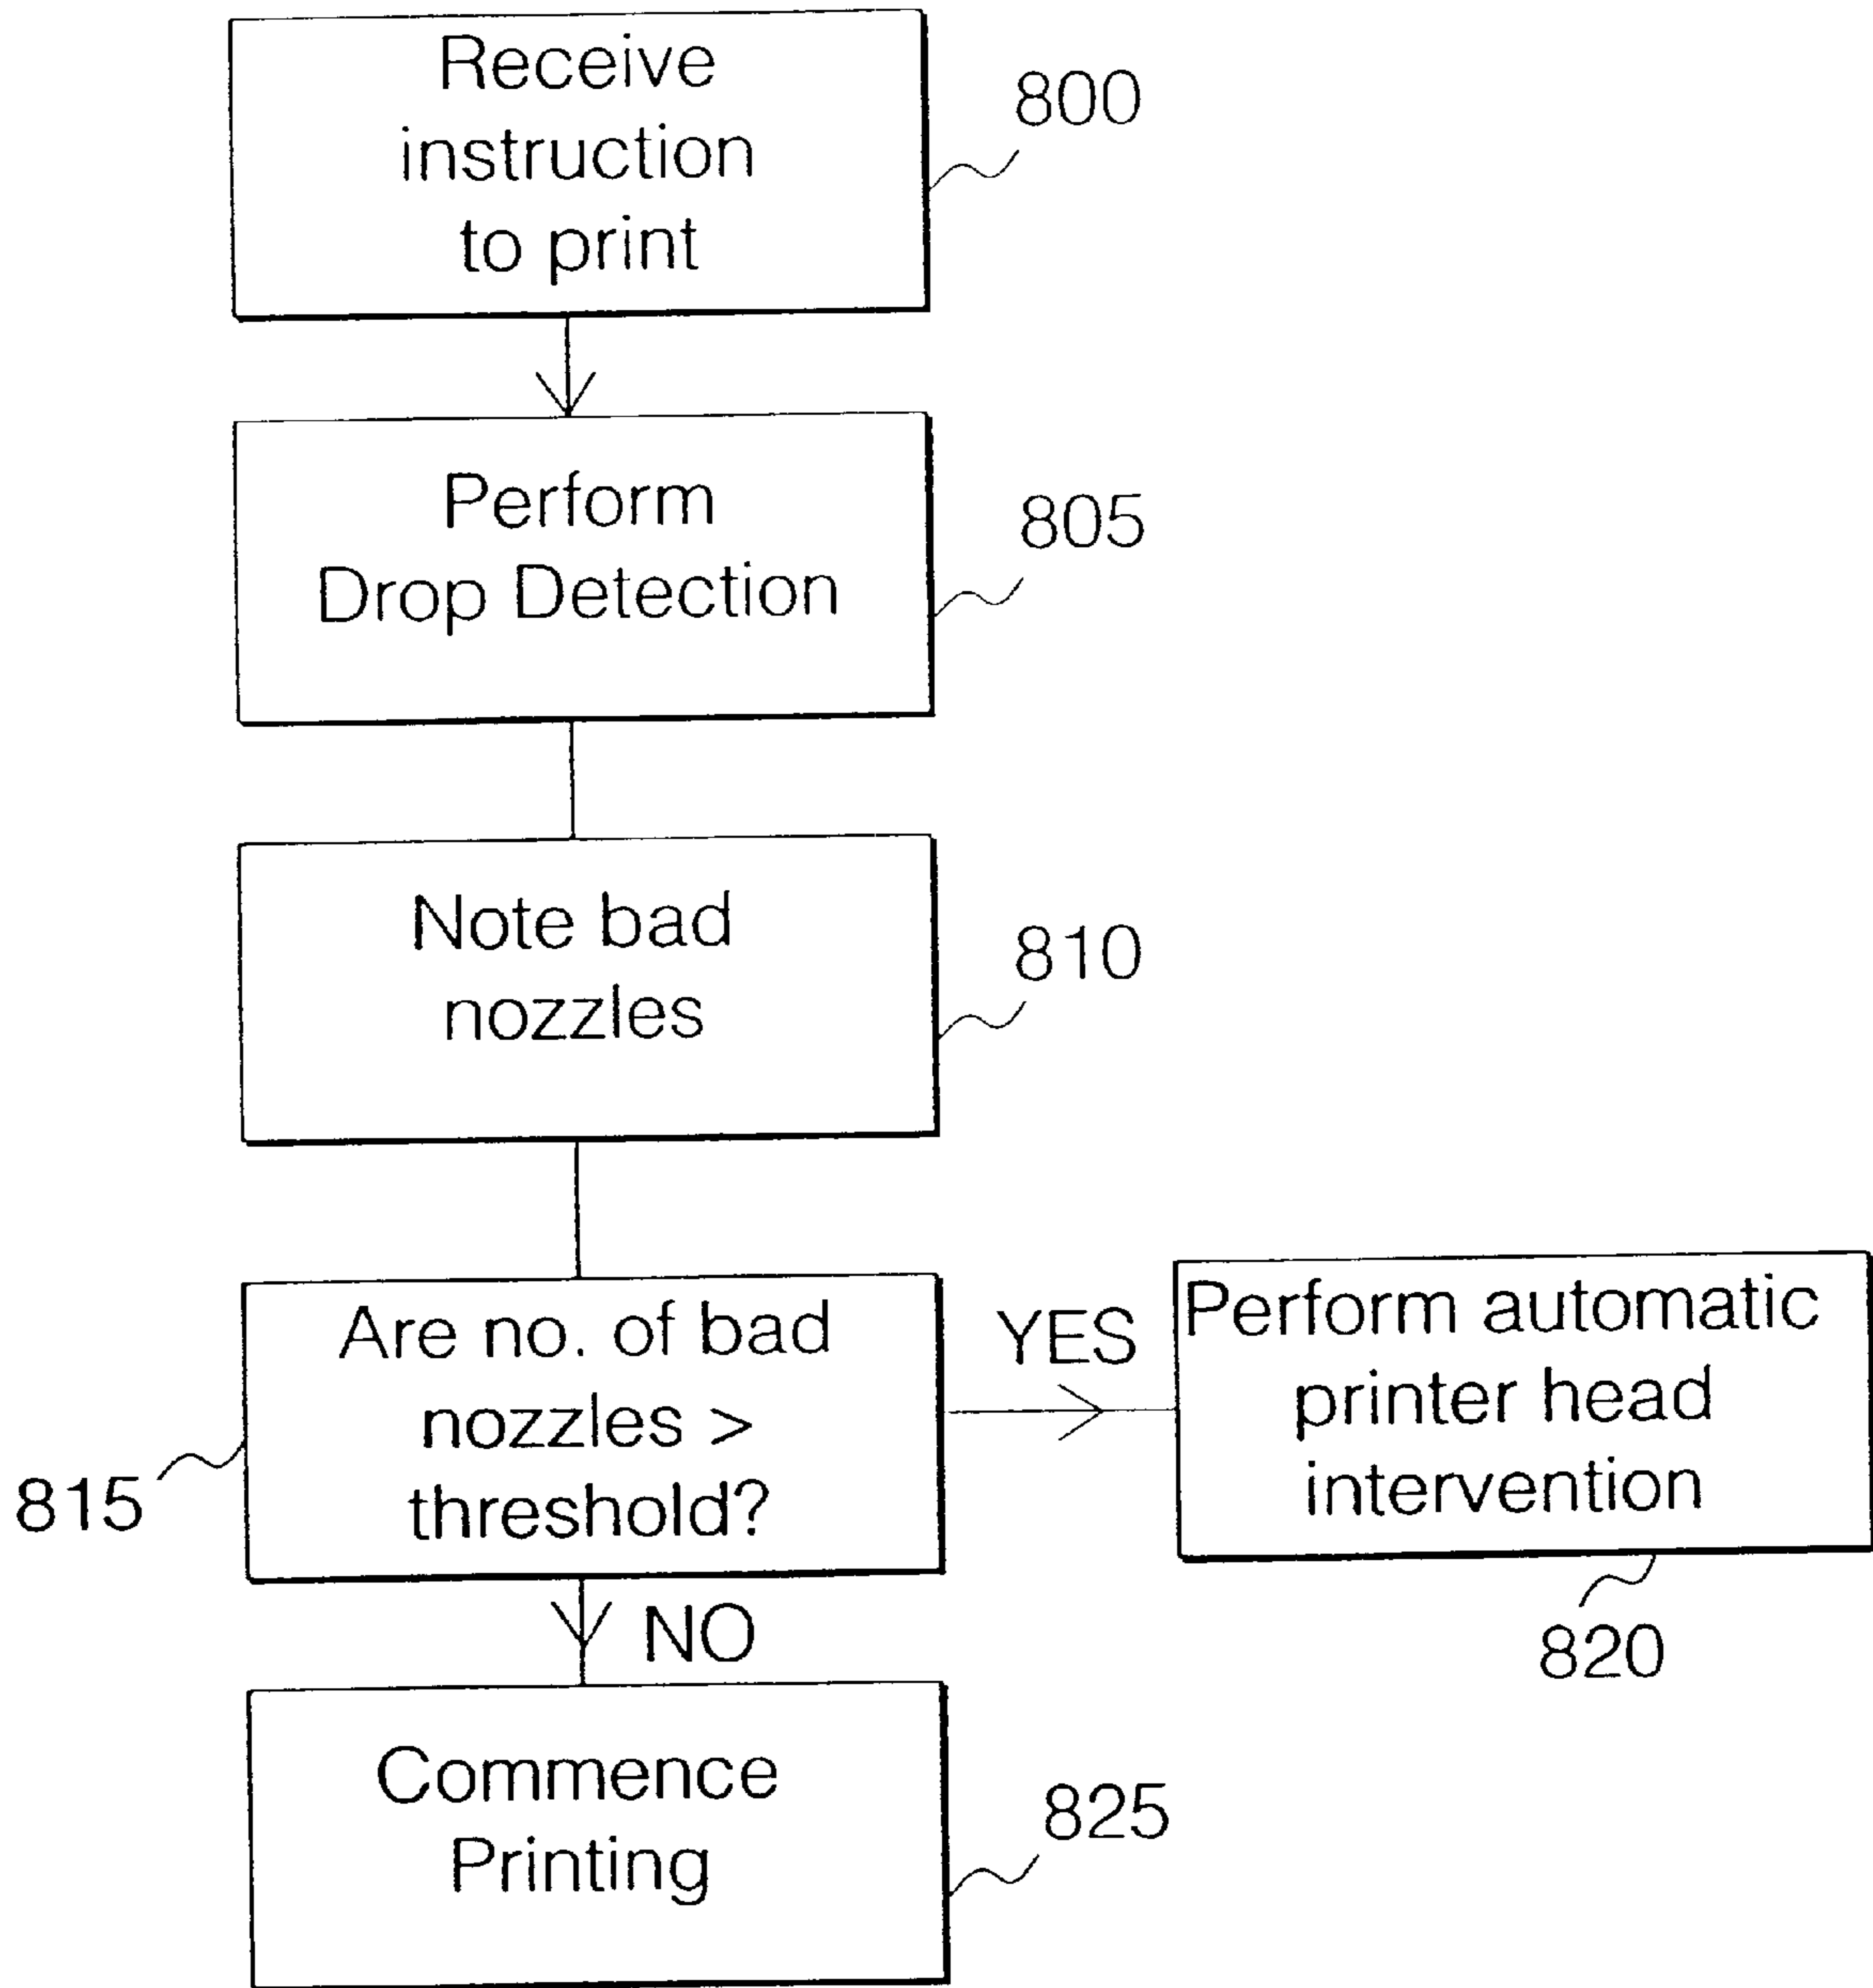 Receive
instruction
to print
800
Perform
Drop Detection
805
Note bad
nozzles
810
Are no. of bad
nozzles >
threshold?
815
YES
Perform automatic
printer head
intervention
820
NO
Commence
Printing
825